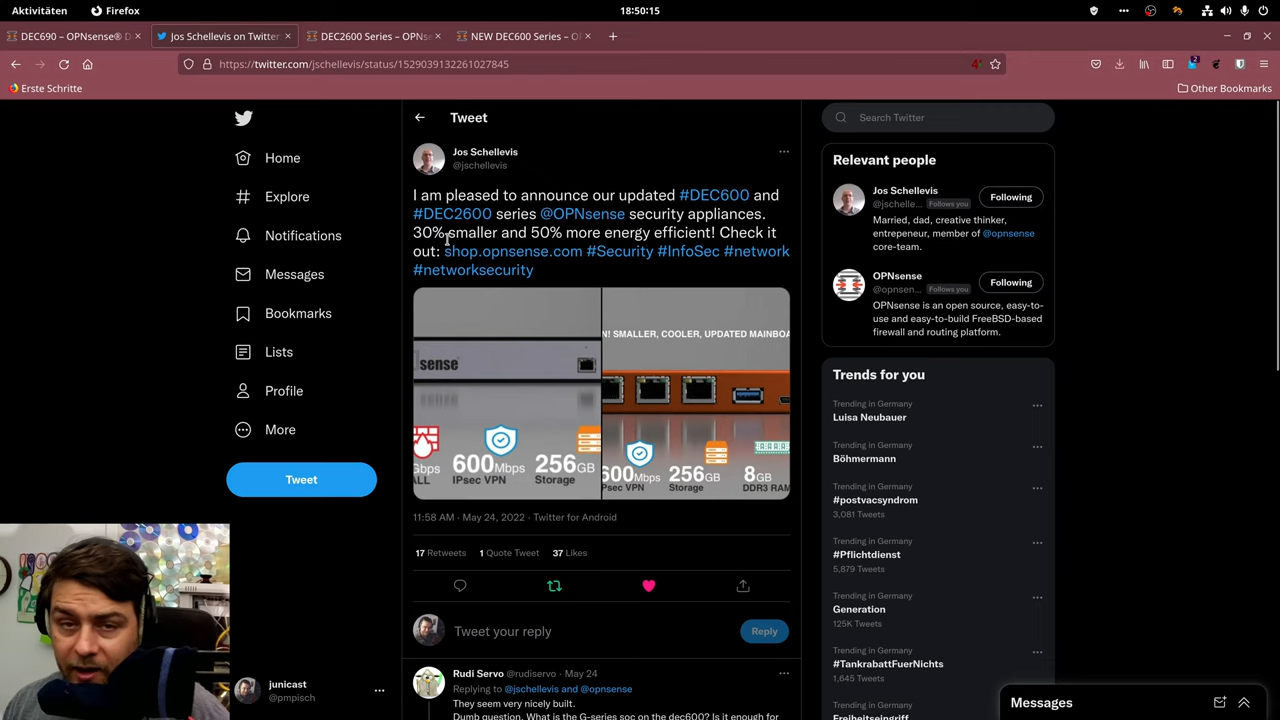 Aktivitäten
Firefox
18:50:15
DEC690 – OPNsense® D
Jos Schellevis on Twitter
DEC2600 Series – OPNse
NEW DEC600 Series – O
https://twitter.com/jschellevis/status/1529039132261027845
Erste Schritte
Other Bookmarks
Home
Explore
Notifications
Messages
Bookmarks
Lists
Profile
More
Tweet
junicast
@pmpisch
Tweet
Jos Schellevis
@jschellevis
I am pleased to announce our updated #DEC600 and
#DEC2600 series @OPNsense security appliances.
30% smaller and 50% more energy efficient! Check it
out: shop.opnsense.com #Security #InfoSec #network
#networksecurity
sense
Gbps
ALL
600Mbps
IPsec VPN
256GB
Storage
N! SMALLER, COOLER, UPDATED MAINBOA
600Mbps
Psec VPN
256GB
Storage
8GB
DDR3 RAM
11:58 AM · May 24, 2022 · Twitter for Android
17 Retweets 1 Quote Tweet 37 Likes
Tweet your reply
Reply
Rudi Servo @rudiservo · May 24
Replying to @jschellevis and @opnsense
They seem very nicely built.
Dumb question, What is the G-series soc on the dec600? Is it enough for
Search Twitter
Relevant people
Jos Schellevis
@jschelle... Follows you
Following
Married, dad, creative thinker,
entrepeneur, member of @opnsense
core-team.
OPNsense
@opnsen... Follows you
Following
OPNsense is an open source, easy-to-
use and easy-to-build FreeBSD-based
firewall and routing platform.
Trends for you
Trending in Germany
Luisa Neubauer
Trending in Germany
Böhmermann
Trending in Germany
#postvacsyndrom
3,081 Tweets
Trending in Germany
#Pflichtdienst
5,879 Tweets
Trending in Germany
Generation
125K Tweets
Trending in Germany
#TankrabattFuerNichts
1,645 Tweets
Trending in Germany
Freiheitseingriff
Messages